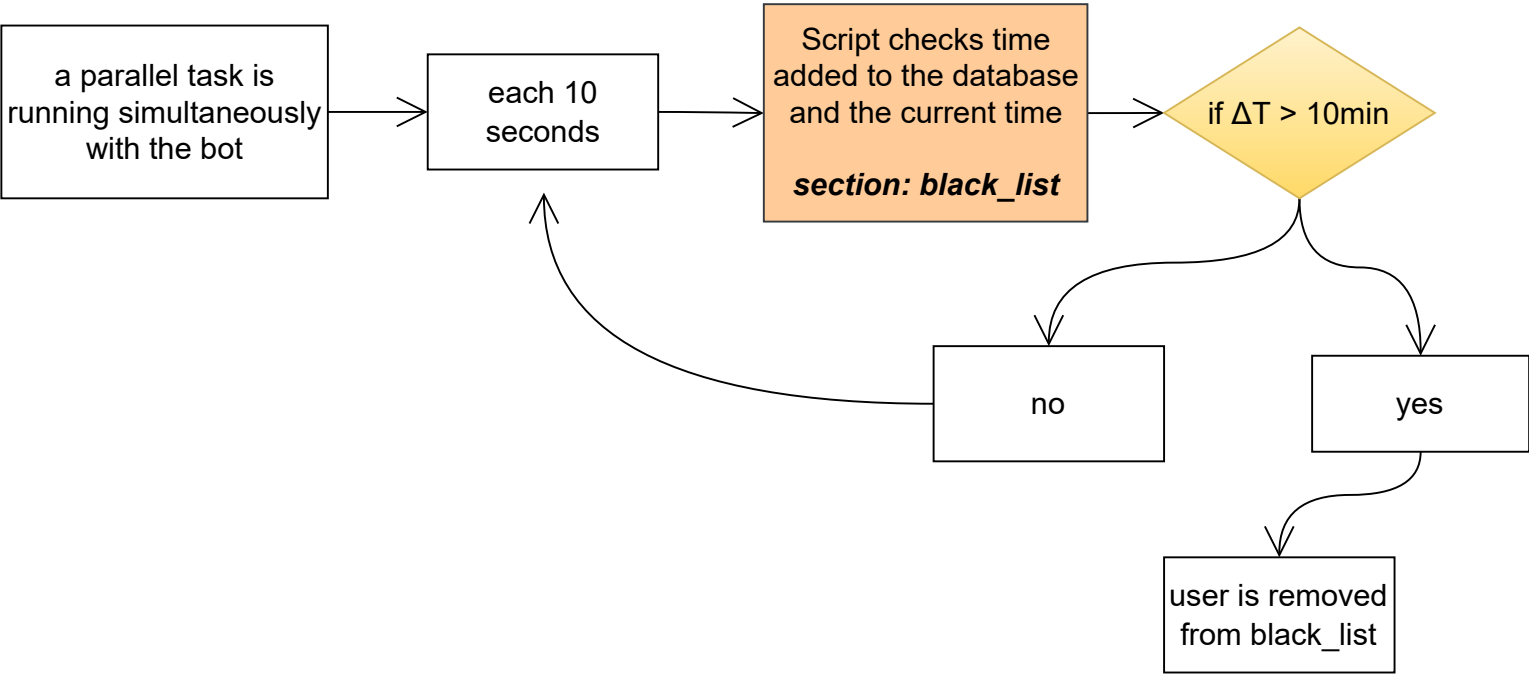 a parallel task is
running simultaneously
with the bot
each 10
seconds
Script checks time
added to the database
and the current time
section: black_list
if ΔT > 10min
no
yes
user is removed
from black_list